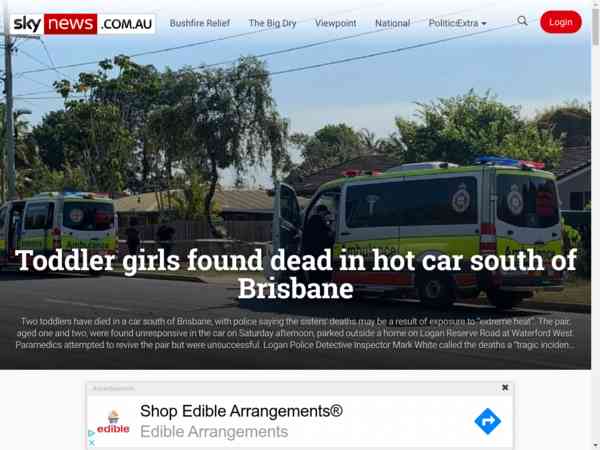 sky news .COM.AU Bushfire Relief The Big Dry Viewpoint National Politics Extra Login
Ambulance
Ambulance
Toddler girls found dead in hot car south of
Brisbane
Two toddlers have died in a car south of Brisbane, with police saying the sisters' deaths may be a result of exposure to "extreme heat". The pair,
aged one and two, were found unresponsive in the car on Saturday afternoon, parked outside a home on Logan Reserve Road at Waterford West.
Paramedics attempted to revive the pair but were unsuccessful. Logan Police Detective Inspector Mark White called the deaths a "tragic inciden...
Advertisement
Shop Edible Arrangements®
edible
Edible Arrangements